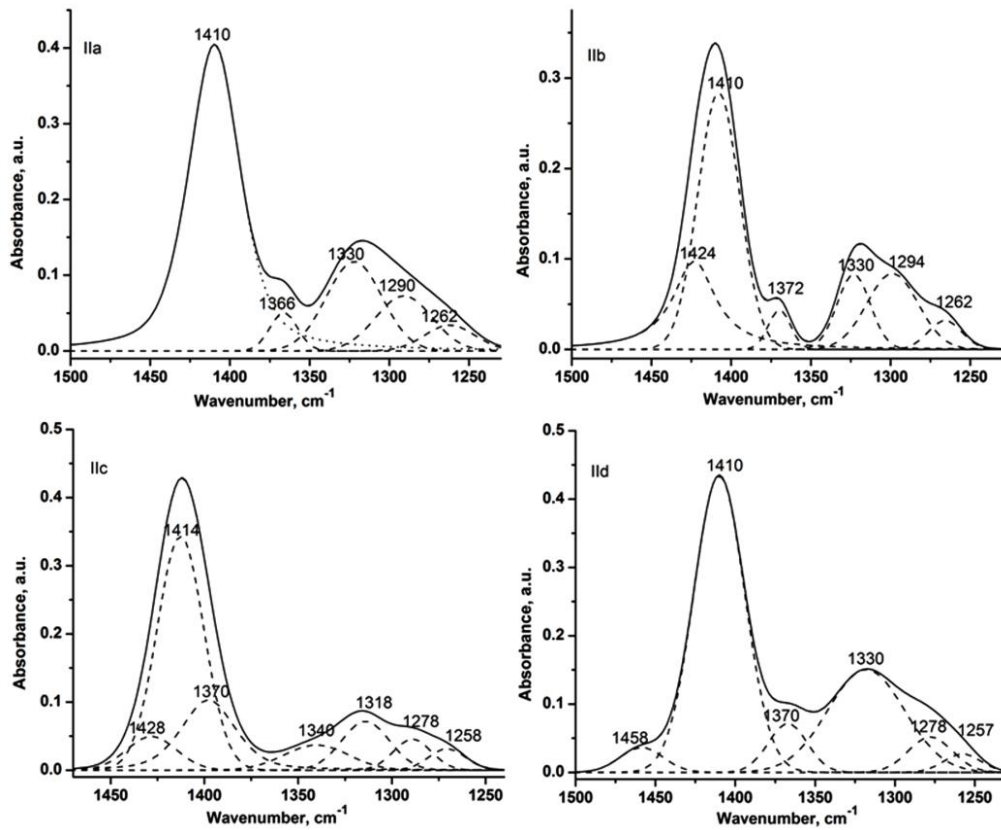 IIa
1410
1366
1330
1290
1262
0.4
0.3
0.2
0.1
0.0
Absorbance, a.u.
1500 1450 1400 1350 1300 1250
Wavenumber, cm-1
IIb
1410
1424
1372
1330
1294
1262
0.3
0.2
0.1
0.0
Absorbance, a.u.
1500 1450 1400 1350 1300 1250
Wavenumber, cm-1
IIc
1414
1428
1370
1340
1318
1278
1258
0.5
0.4
0.3
0.2
0.1
0.0
Absorbance, a.u.
1450 1400 1350 1300 1250
Wavenumber, cm-1
IId
1410
1458
1370
1330
1278
1257
0.5
0.4
0.3
0.2
0.1
0.0
Absorbance, a.u.
1500 1450 1400 1350 1300 1250
Wavenumber, cm-1